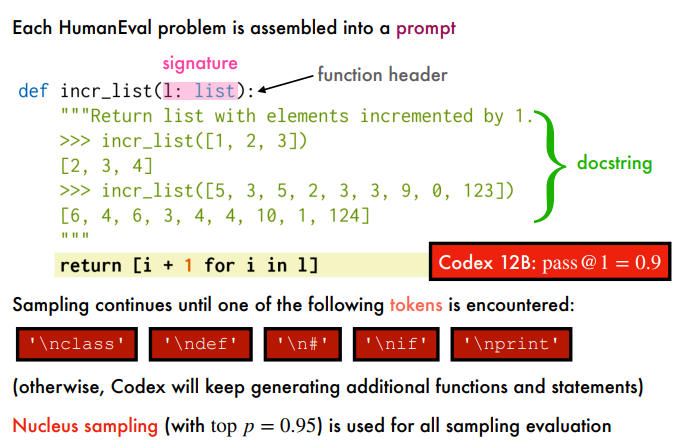 Each HumanEval problem is assembled into a prompt
signature
function header
def incr_list(l: list):
"""Return list with elements incremented by 1.
>>> incr_list([1, 2, 3])
[2, 3, 4]
>>> incr_list([5, 3, 5, 2, 3, 3, 9, 0, 123])
[6, 4, 6, 3, 4, 4, 10, 1, 124]
"""
docstring
return [i + 1 for i in l]
Codex 12B: pass@1 = 0.9
Sampling continues until one of the following tokens is encountered:
'\nclass' '\ndef' '\n#' '\nif' '\nprint'
(otherwise, Codex will keep generating additional functions and statements)
Nucleus sampling (with top p = 0.95) is used for all sampling evaluation